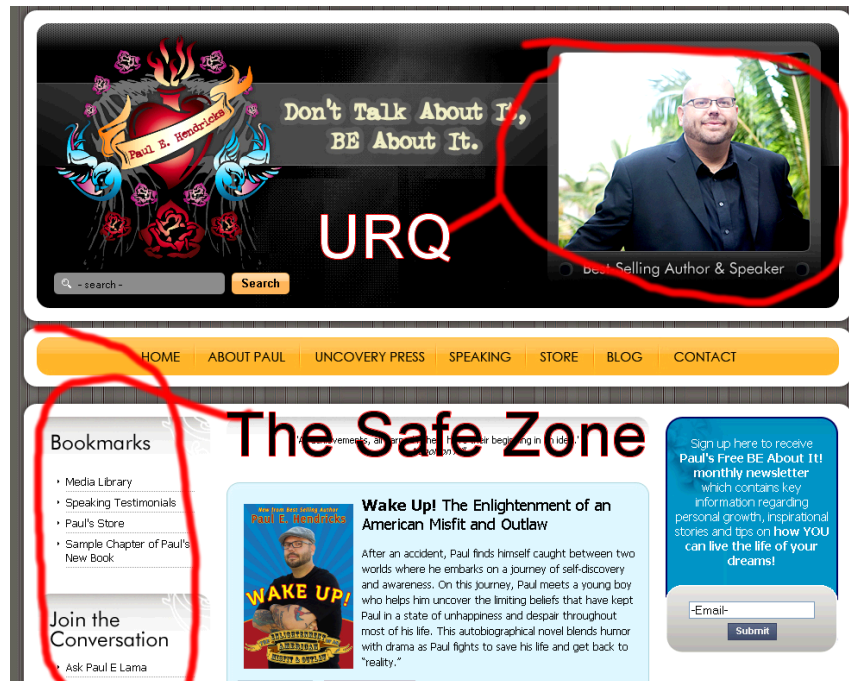 Paul E. Hendricks
Don't Talk About It,
BE About It.
URQ
Best Selling Author & Speaker
- search -
Search
HOME
ABOUT PAUL
UNCOVERY PRESS
SPEAKING
STORE
BLOG
CONTACT
The Safe Zone
Bookmarks
Media Library
Speaking Testimonials
Paul's Store
Sample Chapter of Paul's
New Book
Join the
Conversation
Ask Paul E Lama
New from Best Selling Author
Paul E. Hendricks
WAKE UP!
THE ENLIGHTENMENT OF AN
AMERICAN
MISFIT & OUTLAW
Wake Up! The Enlightenment of an
American Misfit and Outlaw
After an accident, Paul finds himself caught between two
worlds where he embarks on a journey of self-discovery
and awareness. On this journey, Paul meets a young boy
who helps him uncover the limiting beliefs that have kept
Paul in a state of unhappiness and despair throughout
most of his life. This autobiographical novel blends humor
with drama as Paul fights to save his life and get back to
"reality."
Sign up here to receive
Paul's Free BE About It!
monthly newsletter
which contains key
information regarding
personal growth, inspirational
stories and tips on how YOU
can live the life of your
dreams!
-Email-
Submit